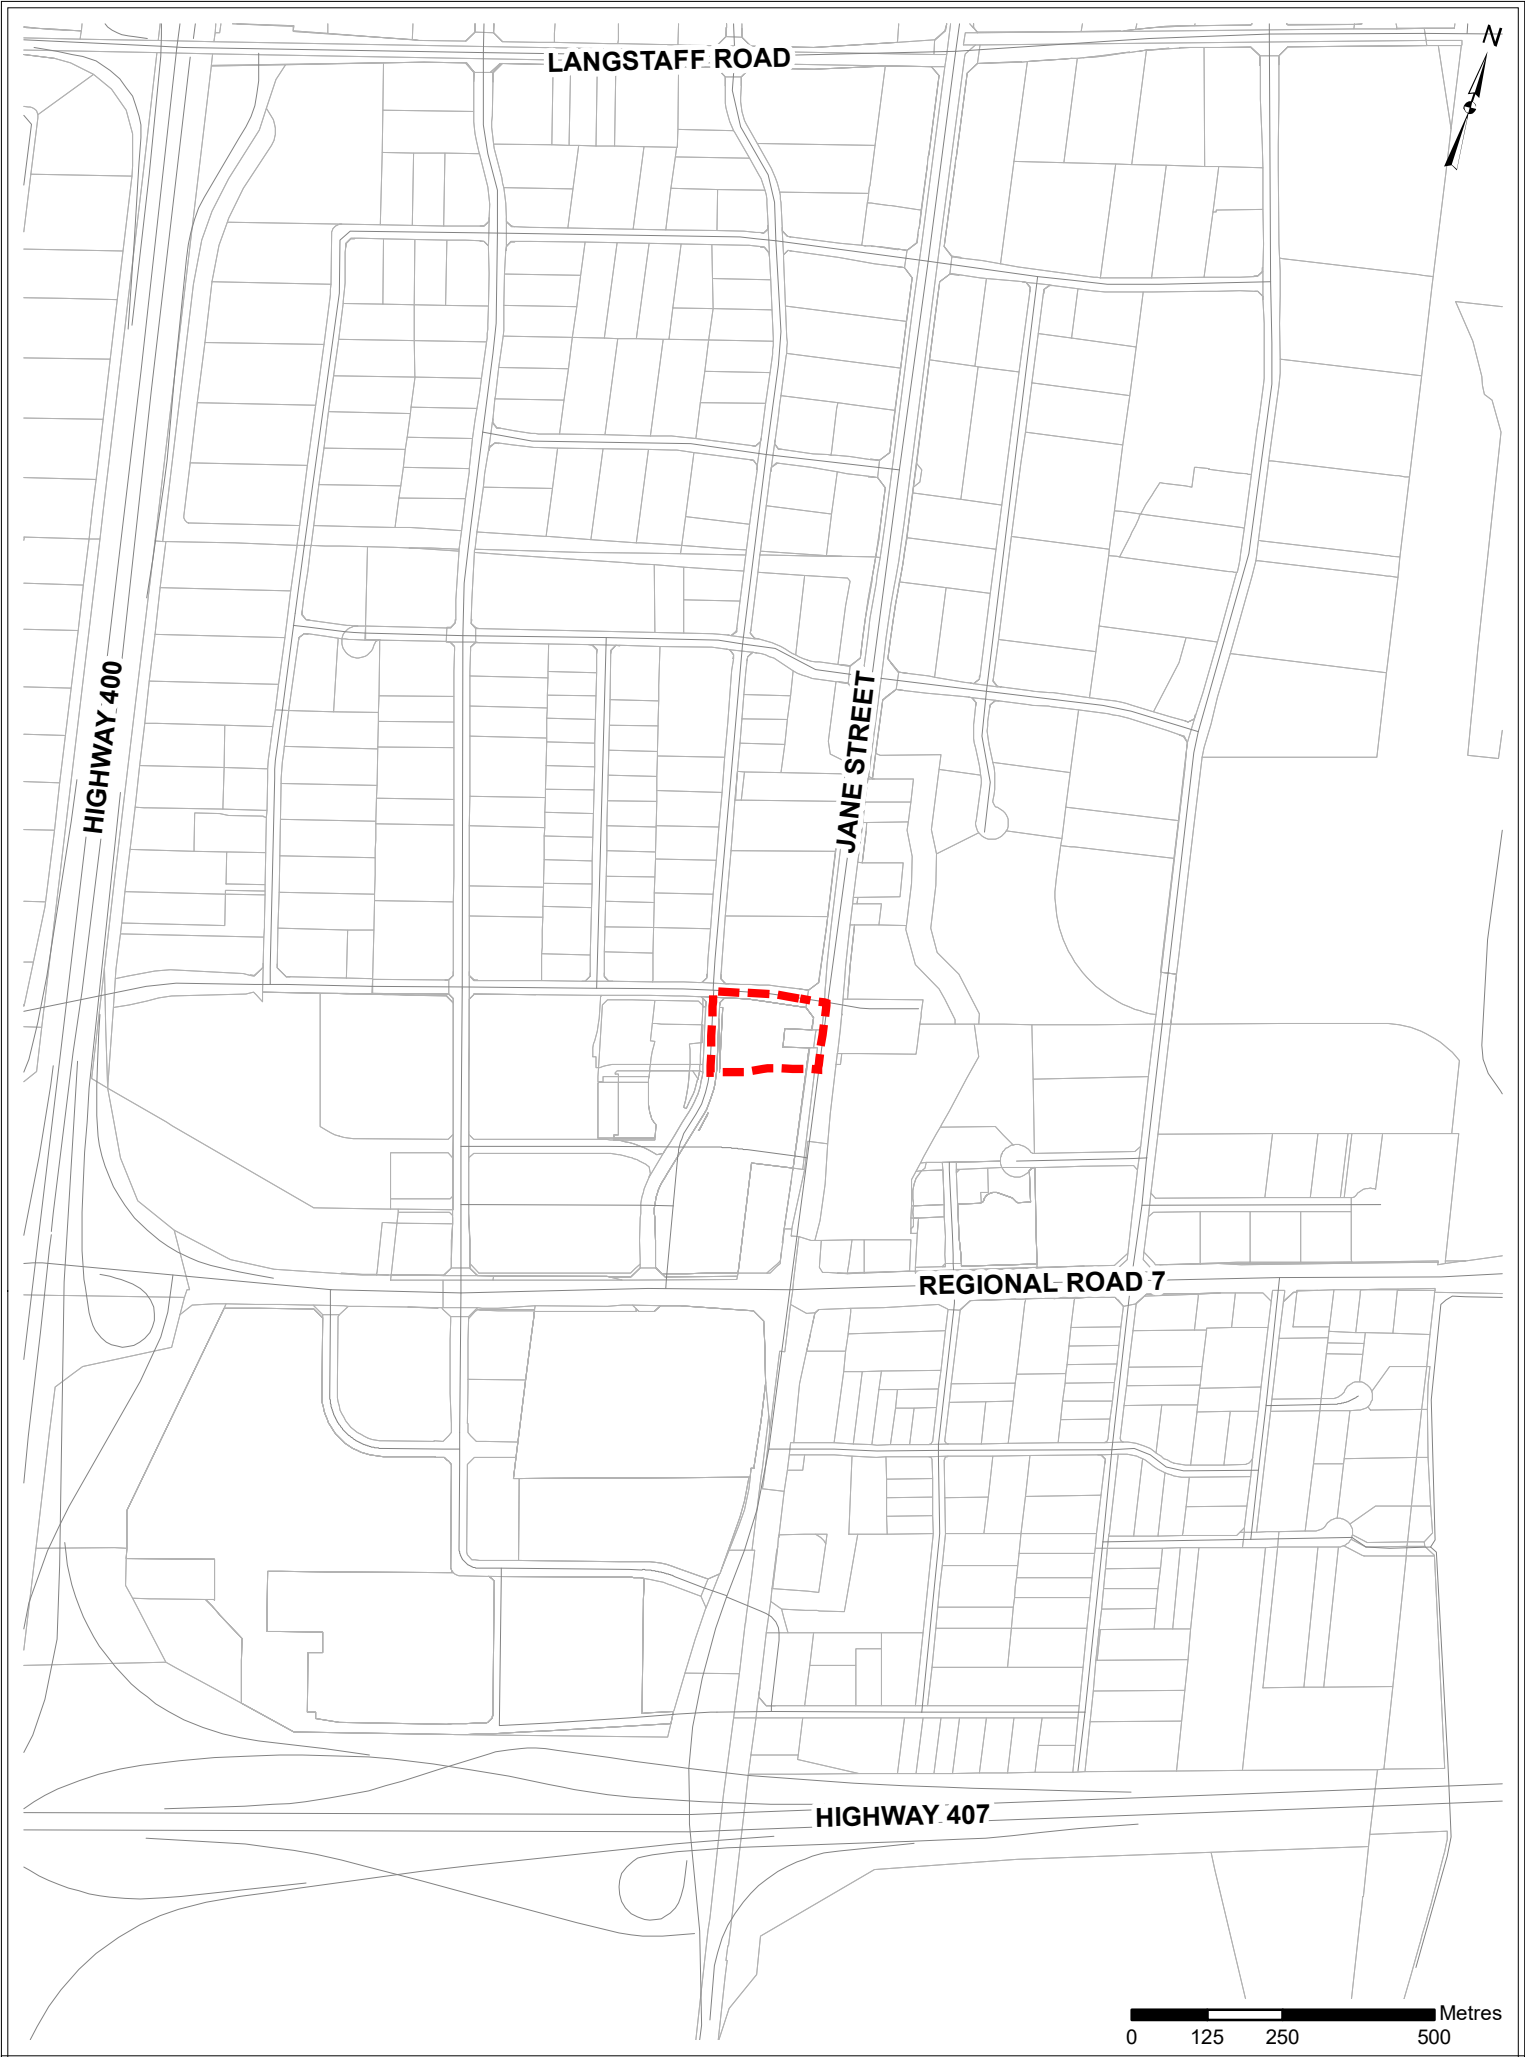 LANGSTAFF ROAD
N
HIGHWAY 400
JANE STREET
REGIONAL ROAD 7
HIGHWAY 407
Metres
0 125 250 500